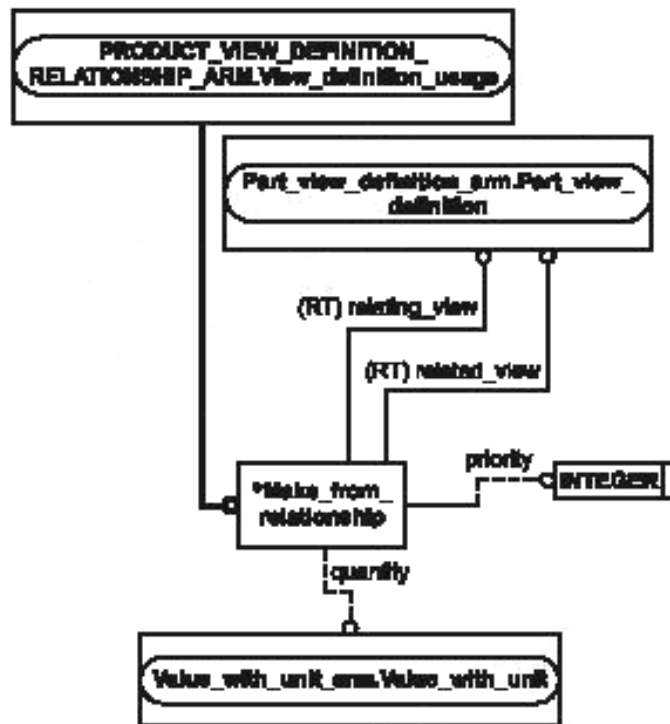 PRODUCT_VIEW_DEFINITION_
RELATIONSHIP_ARM.View_definition_usage
Part_view_definition_arm.Part_view_
definition
(RT) relating_view
(RT) related_view
priority
INTEGER
*Make_from_
relationship
quantity
Value_with_unit_arm.Value_with_unit